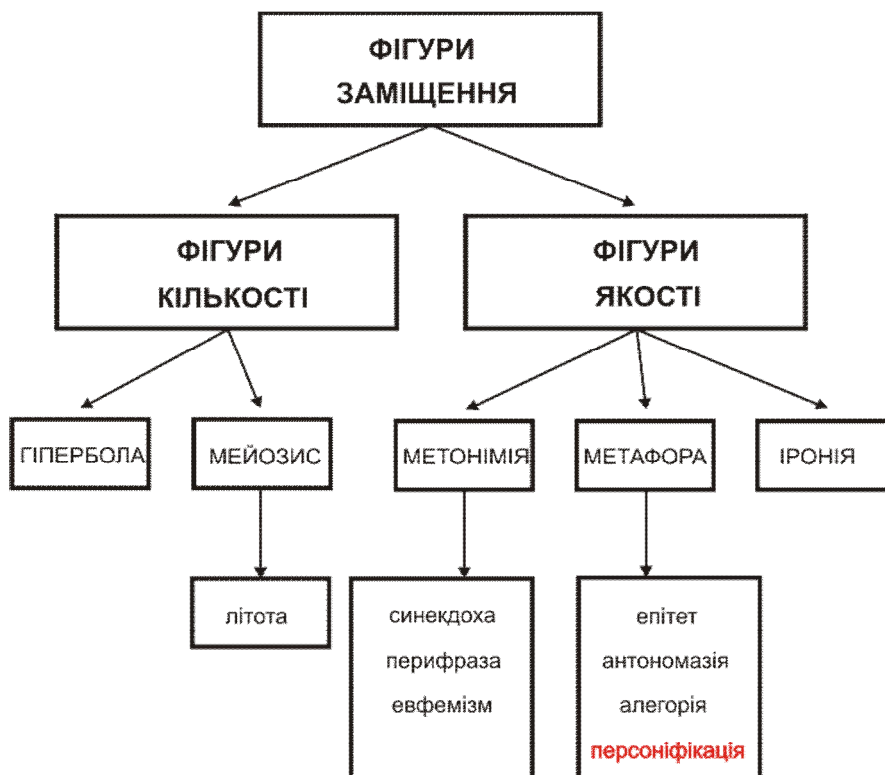 ФІГУРИ
ЗАМІЩЕННЯ
ФІГУРИ
КІЛЬКОСТІ
ФІГУРИ
ЯКОСТІ
ГІПЕРБОЛА
МЕЙОЗИС
МЕТОНІМІЯ
МЕТАФОРА
ІРОНІЯ
літота
синекдоха
перифраза
евфемізм
епітет
антономазія
алегорія
персоніфікація